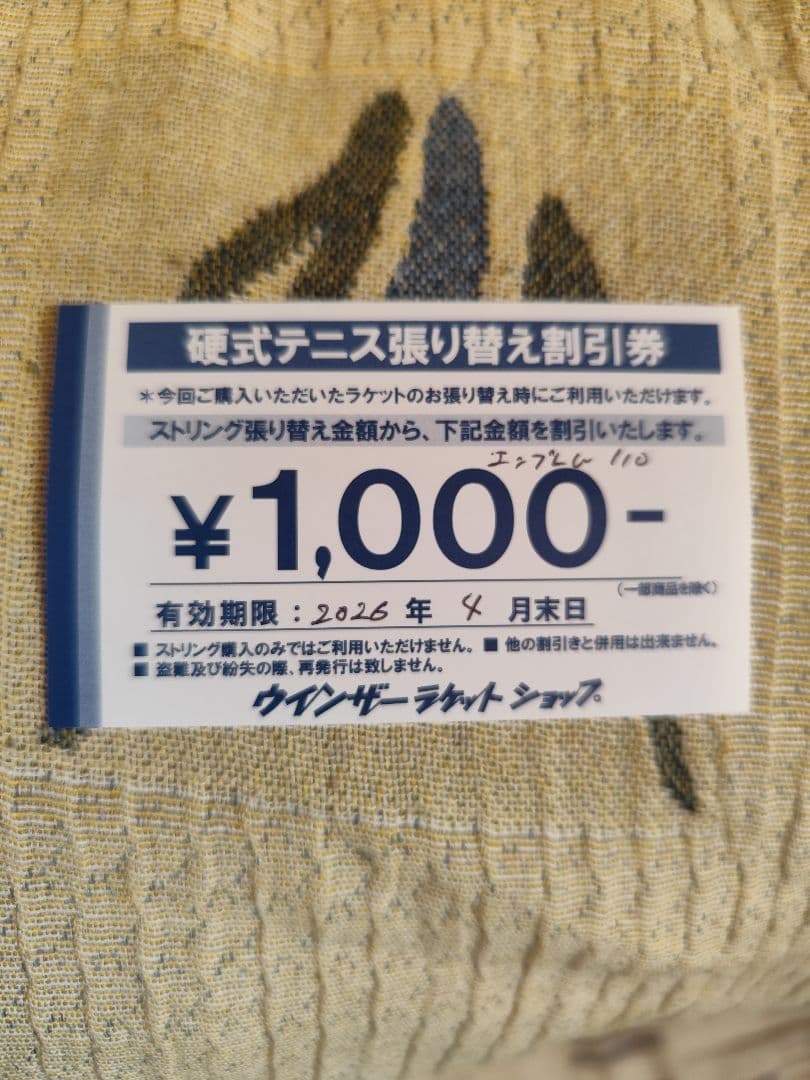 硬式テニス張り替え割引券
＊今回ご購入いただいたラケットのお張り替え時にご利用いただけます。
ストリング張り替え金額から、下記金額を割引いたします。
エンブレム 110
¥1,000-
(一部商品を除く)
有効期限：2026年 4 月末日
■ ストリング購入のみではご利用いただけません。 ■ 他の割引きと併用は出来ません。
■ 盗難及び紛失の際、再発行は致しません。
ウインザーラケットショップ